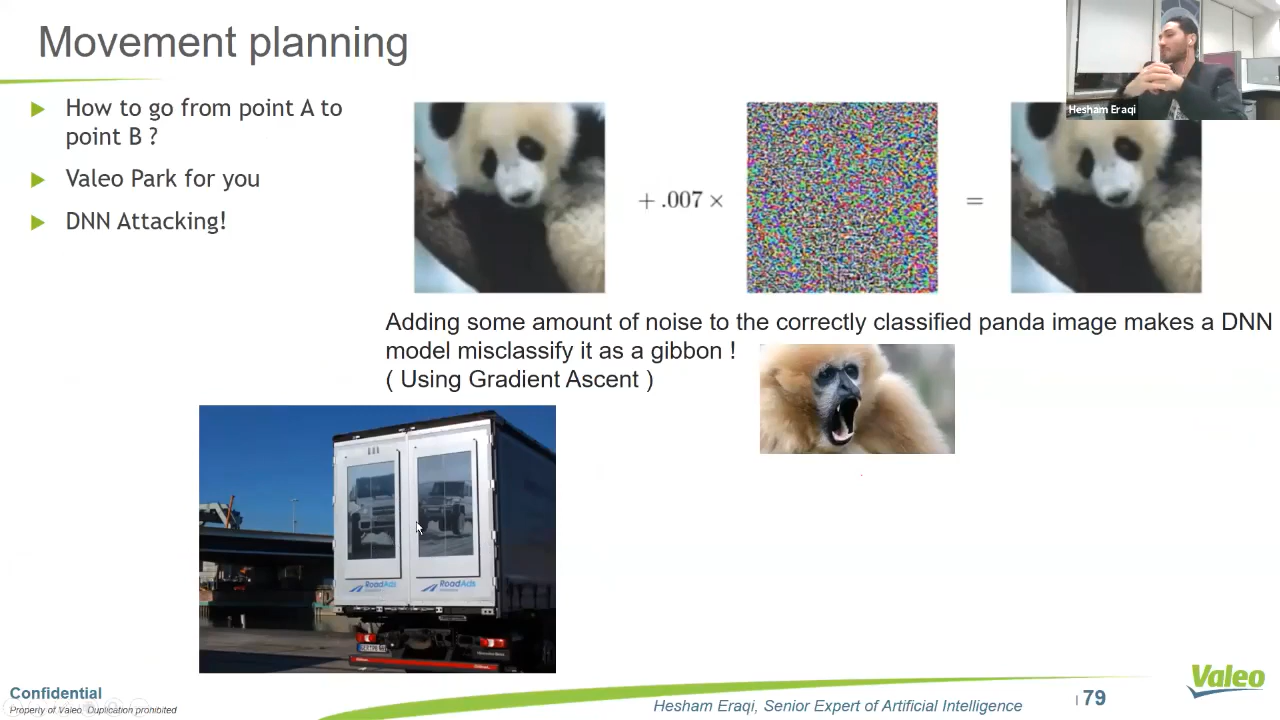 Movement planning
Hesham Eraqi
How to go from point A to
point B ?
Valeo Park for you
DNN Attacking!
+ .007 ×
=
Adding some amount of noise to the correctly classified panda image makes a DNN
model misclassify it as a gibbon !
( Using Gradient Ascent )
RoadAds
RoadAds
Confidential
Property of Valeo. Duplication prohibited
Hesham Eraqi, Senior Expert of Artificial Intelligence
I 79
Valeo